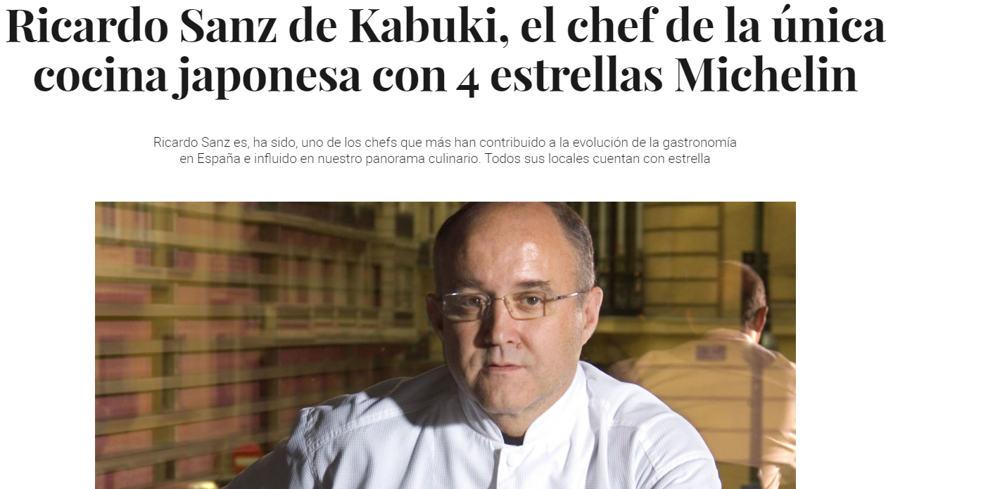 Ricardo Sanz de Kabuki, el chef de la única
cocina japonesa con 4 estrellas Michelin
Ricardo Sanz es, ha sido, uno de los chefs que más han contribuido a la evolución de la gastronomía
en España e influido en nuestro panorama culinario. Todos sus locales cuentan con estrella